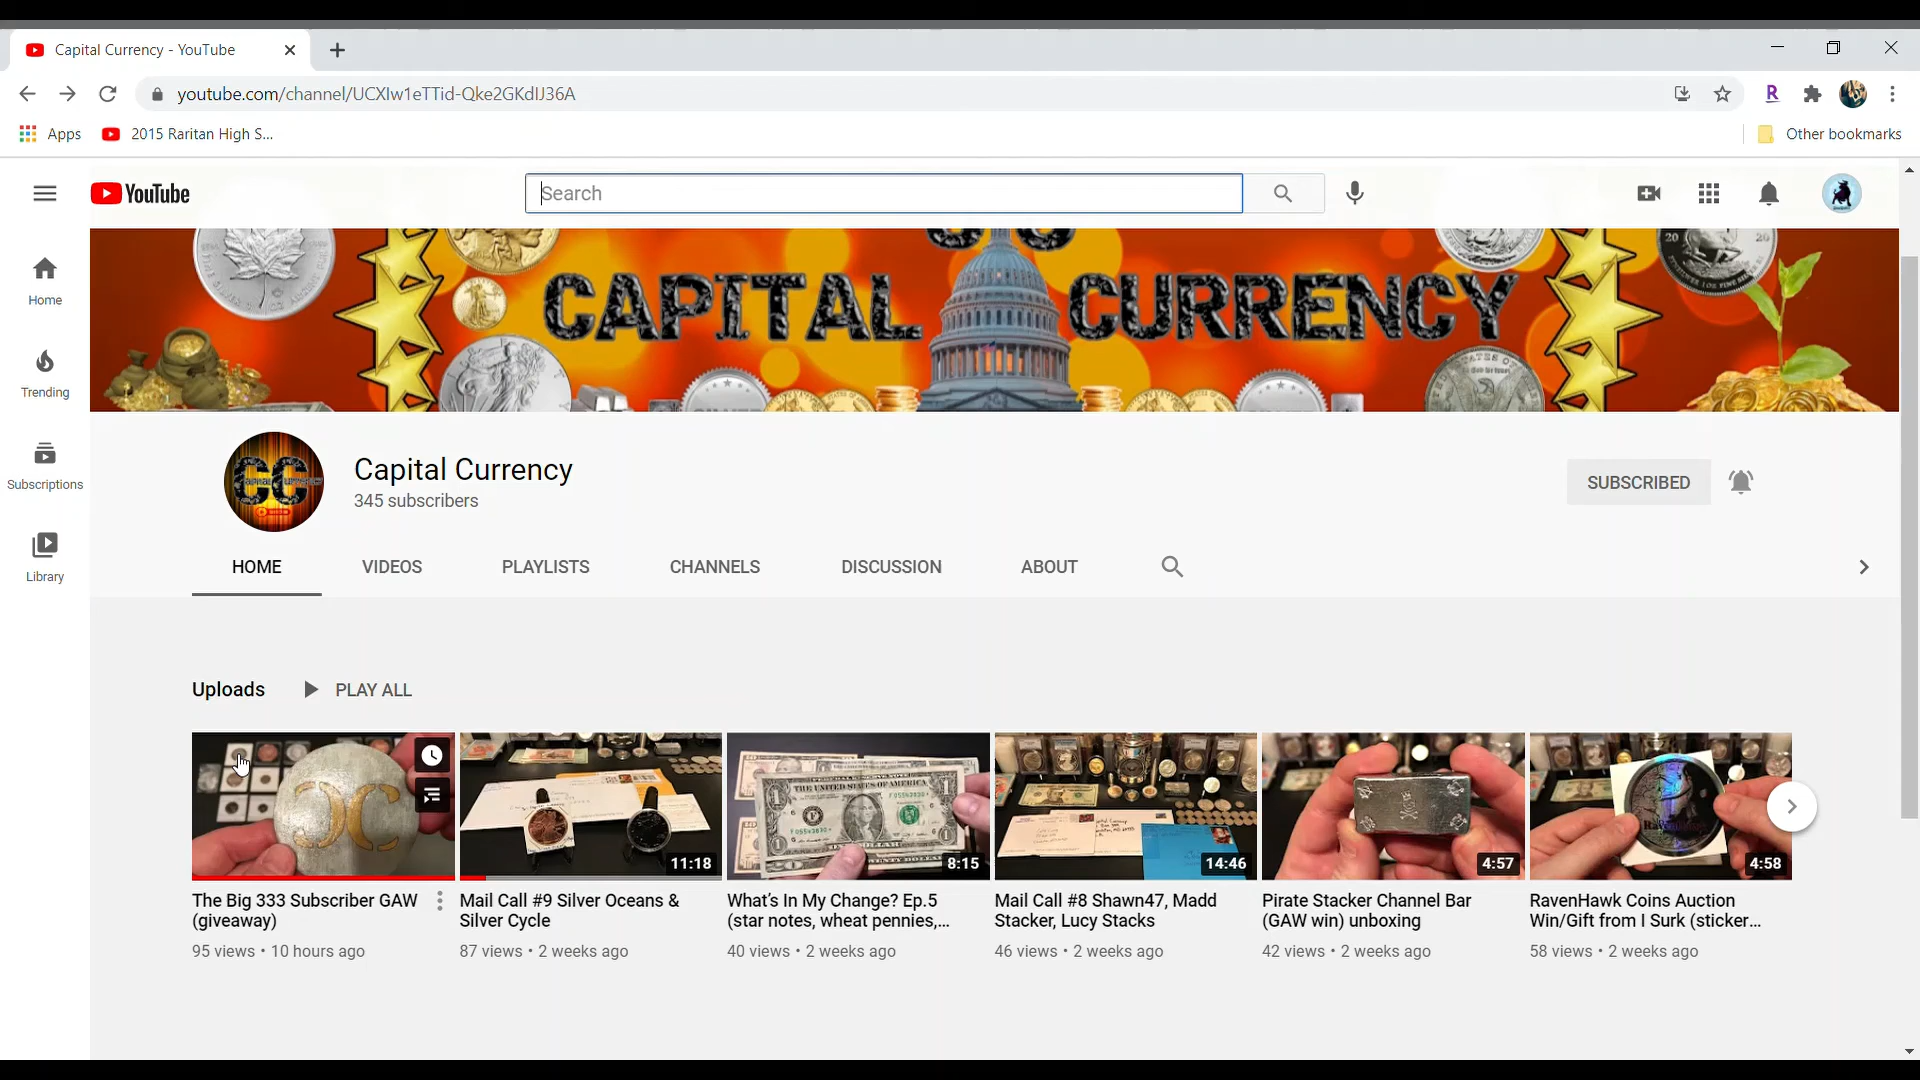 Capital Currency - YouTube
youtube.com/channel/UCXIw1eTTid-Qke2GKdIJ36A
Apps
2015 Raritan High S...
Other bookmarks
YouTube
Search
CAPITAL CURRENCY
Home
Trending
Subscriptions
Library
Capital Currency
345 subscribers
SUBSCRIBED
HOME VIDEOS PLAYLISTS CHANNELS DISCUSSION ABOUT
Uploads PLAY ALL
11:18
8:15
14:46
4:57
4:58
The Big 333 Subscriber GAW
(giveaway)
95 views • 10 hours ago
Mail Call #9 Silver Oceans &
Silver Cycle
87 views • 2 weeks ago
What's In My Change? Ep.5
(star notes, wheat pennies,...
40 views • 2 weeks ago
Mail Call #8 Shawn47, Madd
Stacker, Lucy Stacks
46 views • 2 weeks ago
Pirate Stacker Channel Bar
(GAW win) unboxing
42 views • 2 weeks ago
RavenHawk Coins Auction
Win/Gift from I Surk (sticker...
58 views • 2 weeks ago